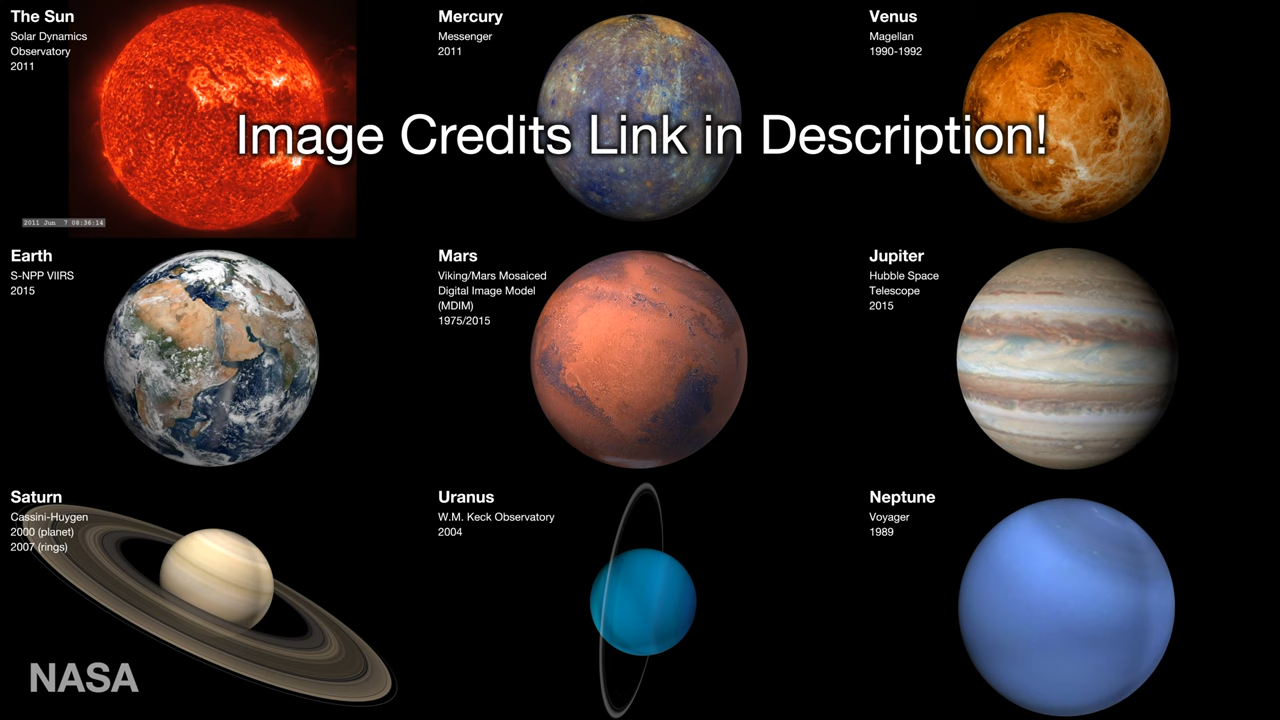 The Sun
Solar Dynamics
Observatory
2011
Mercury
Messenger
2011
Venus
Magellan
1990-1992
Image Credits Link in Description!
2011 Jun 7 08:36:14
Earth
S-NPP VIIRS
2015
Mars
Viking/Mars Mosaiced
Digital Image Model
(MDIM)
1975/2015
Jupiter
Hubble Space
Telescope
2015
Saturn
Cassini-Huygen
2000 (planet)
2007 (rings)
Uranus
W.M. Keck Observatory
2004
Neptune
Voyager
1989
NASA